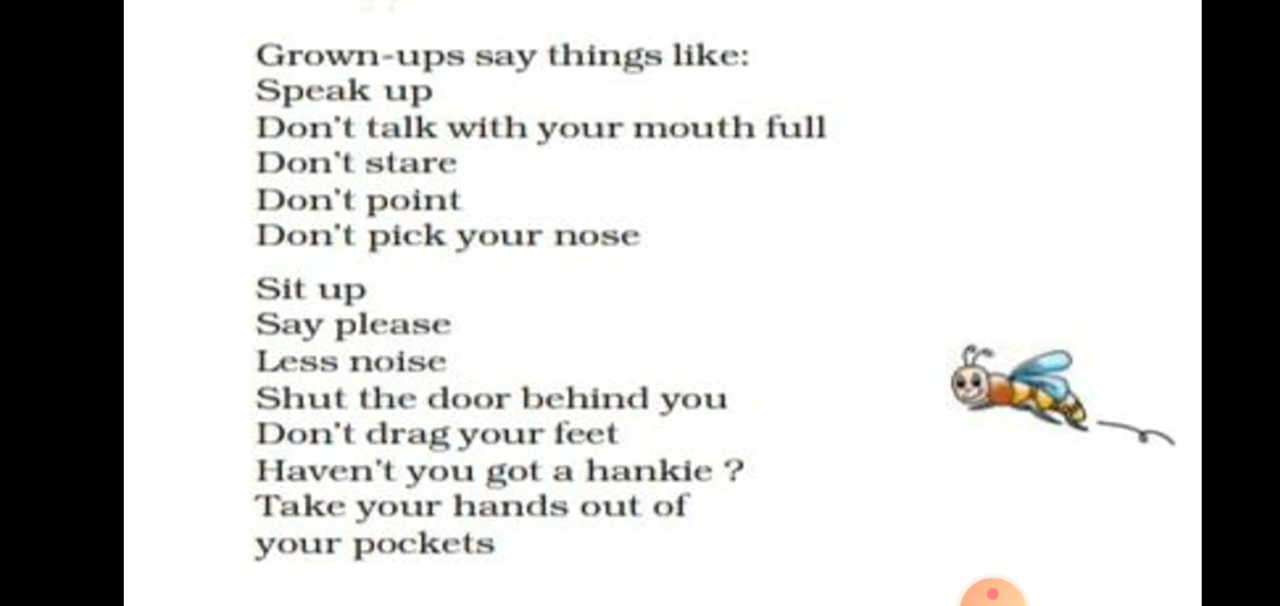 Grown-ups say things like:
Speak up
Don't talk with your mouth full
Don't stare
Don't point
Don't pick your nose
Sit up
Say please
Less noise
Shut the door behind you
Don't drag your feet
Haven't you got a hankie ?
Take your hands out of
your pockets